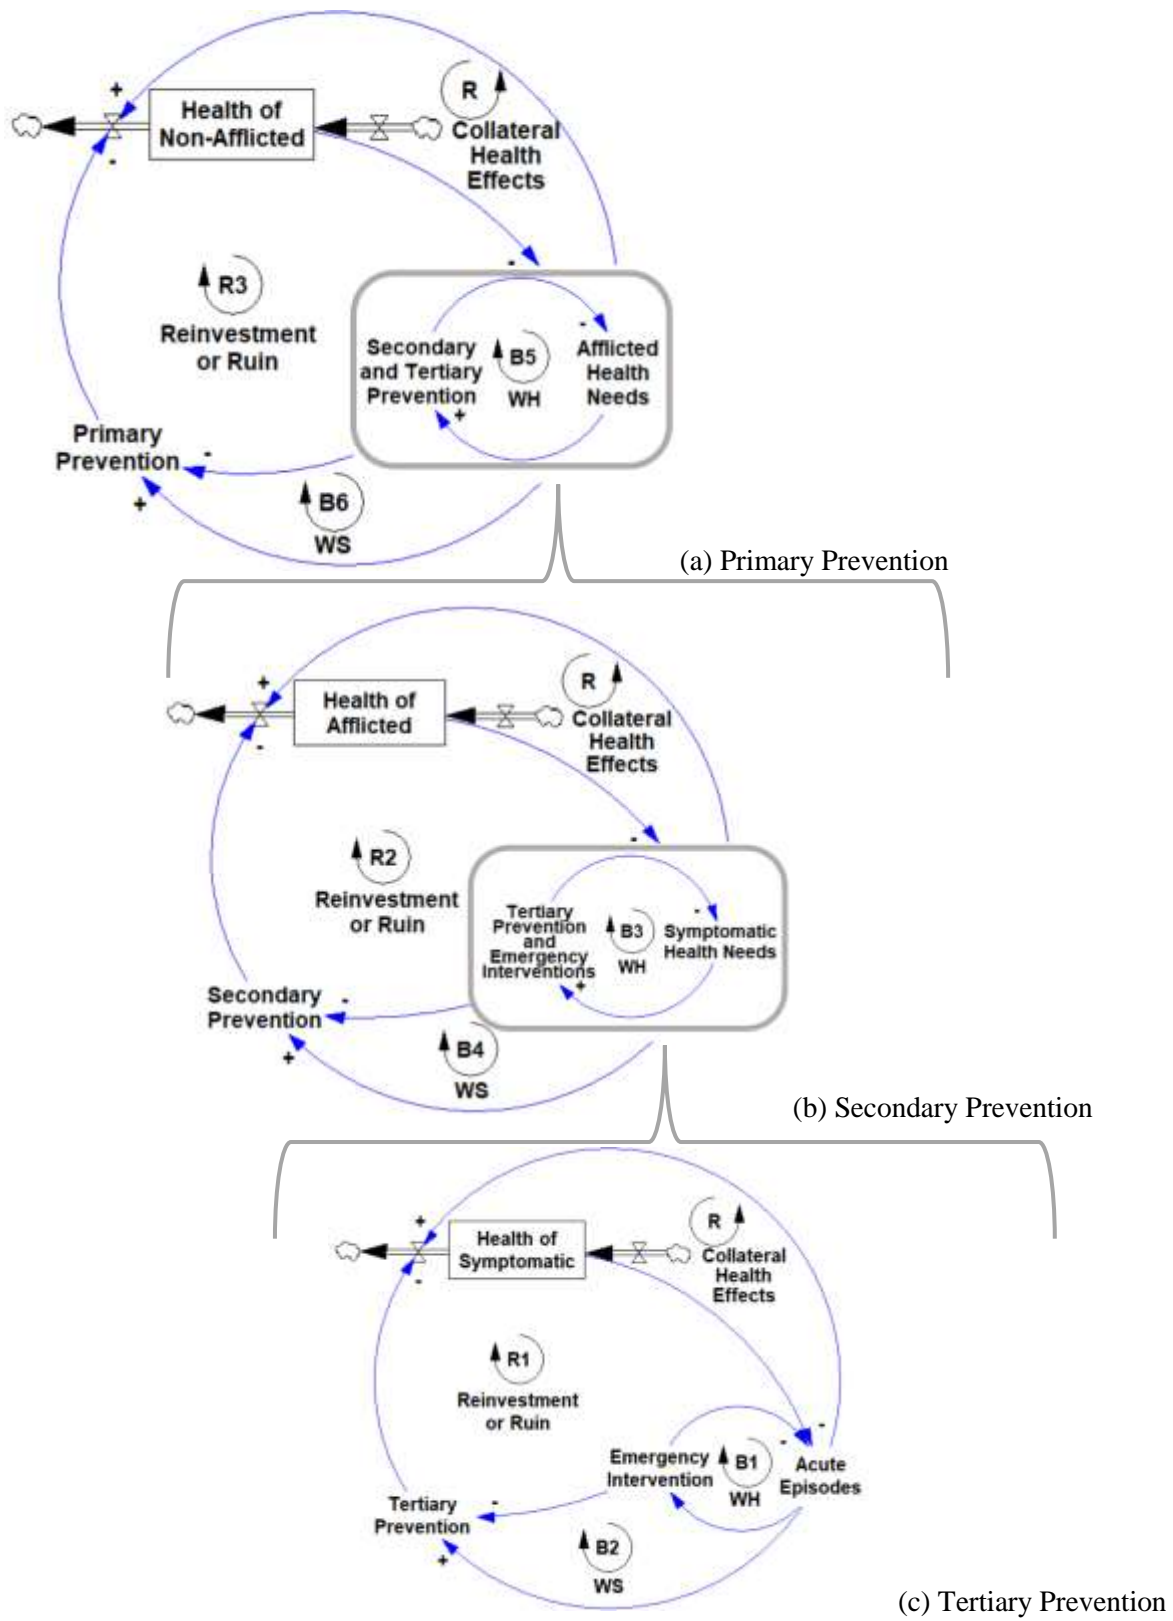 +
R
Health of
Non-Afflicted
Collateral
Health
Effects
-
-
R3
Reinvestment
or Ruin
-
Secondary
and Tertiary
Prevention
B5
WH
Afflicted
Health
Needs
+
Primary
Prevention
-
+
B6
WS
(a) Primary Prevention
+
R
Health of
Afflicted
Collateral
Health
Effects
-
-
R2
Reinvestment
or Ruin
-
Tertiary
Prevention
and
Emergency
Interventions
B3
WH
Symptomatic
Health Needs
+
Secondary
Prevention
-
+
B4
WS
(b) Secondary Prevention
+
R
Health of
Symptomatic
Collateral
Health
Effects
-
R1
Reinvestment
or Ruin
-
-
Emergency
Intervention
B1
WH
Acute
Episodes
Tertiary
Prevention
-
+
B2
WS
(c) Tertiary Prevention